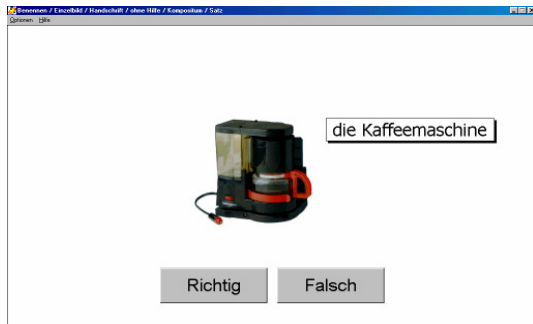 Benennen / Einzelbild / Handschrift / ohne Hilfe / Kompositum / Satz
Optionen Hilfe
die Kaffeemaschine
Richtig Falsch